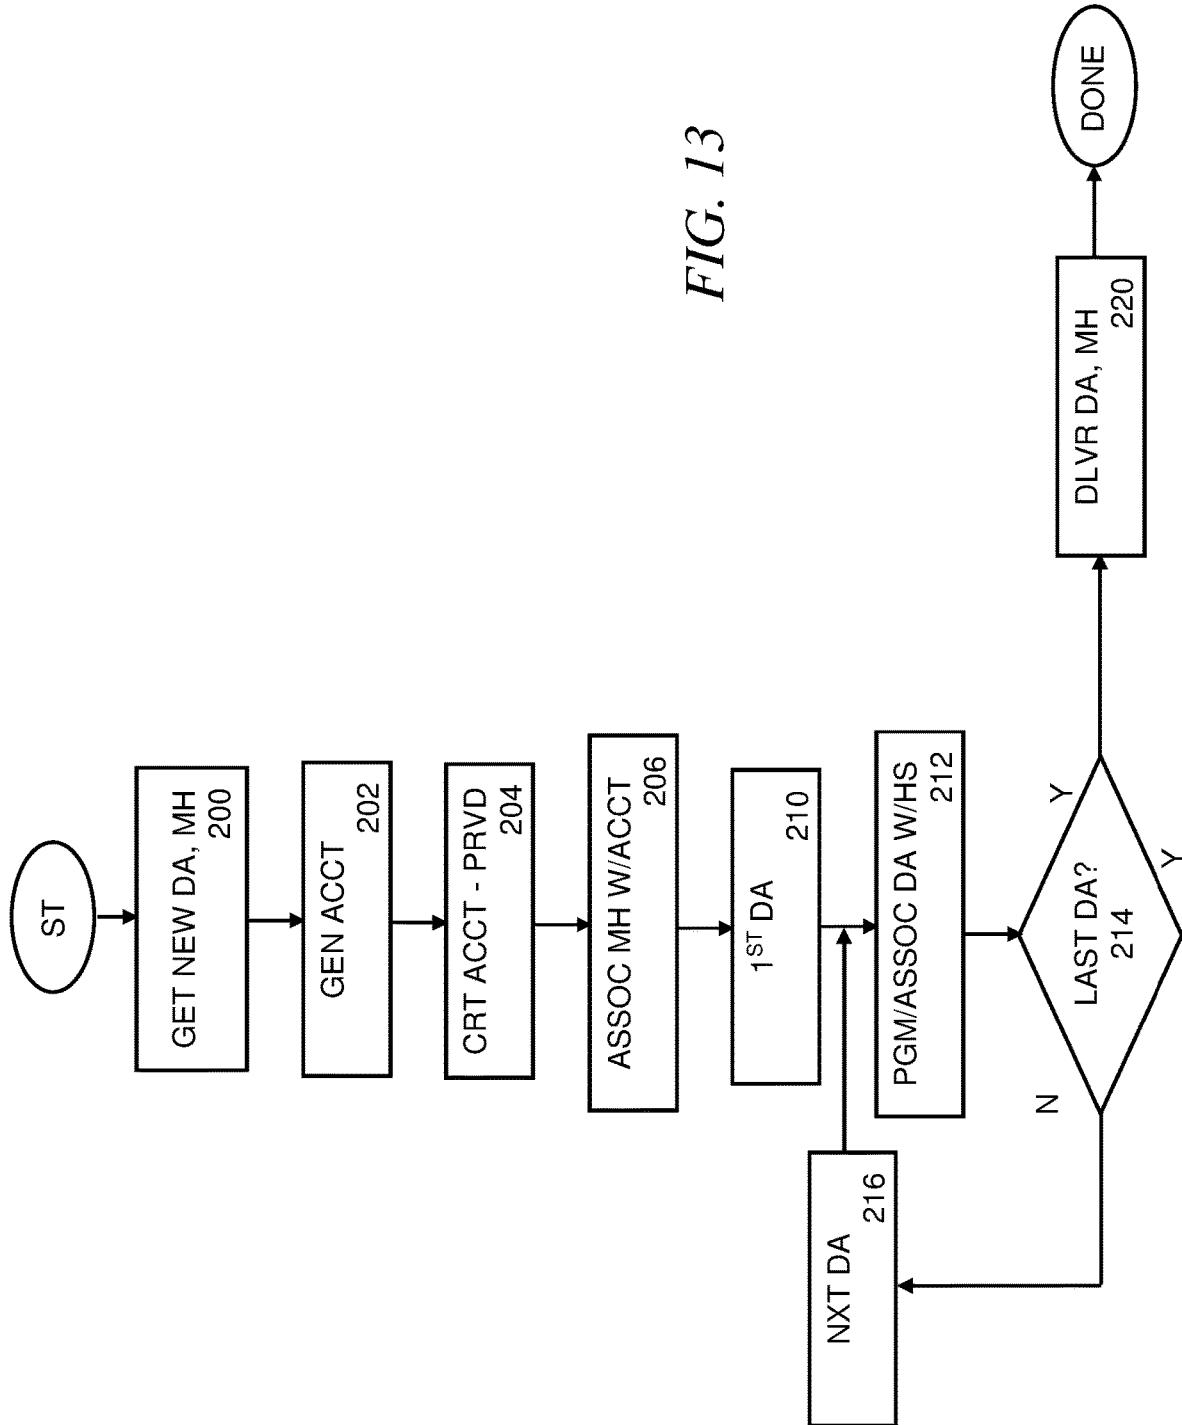 ST
GET NEW DA, MH
200
GEN ACCT
202
CRT ACCT - PRVD
204
ASSOC MH W/ACCT
206
1ST DA
210
PGM/ASSOC DA W/HS
212
LAST DA?
214
N
Y
Y
NXT DA
216
DLVR DA, MH
220
DONE
FIG. 13